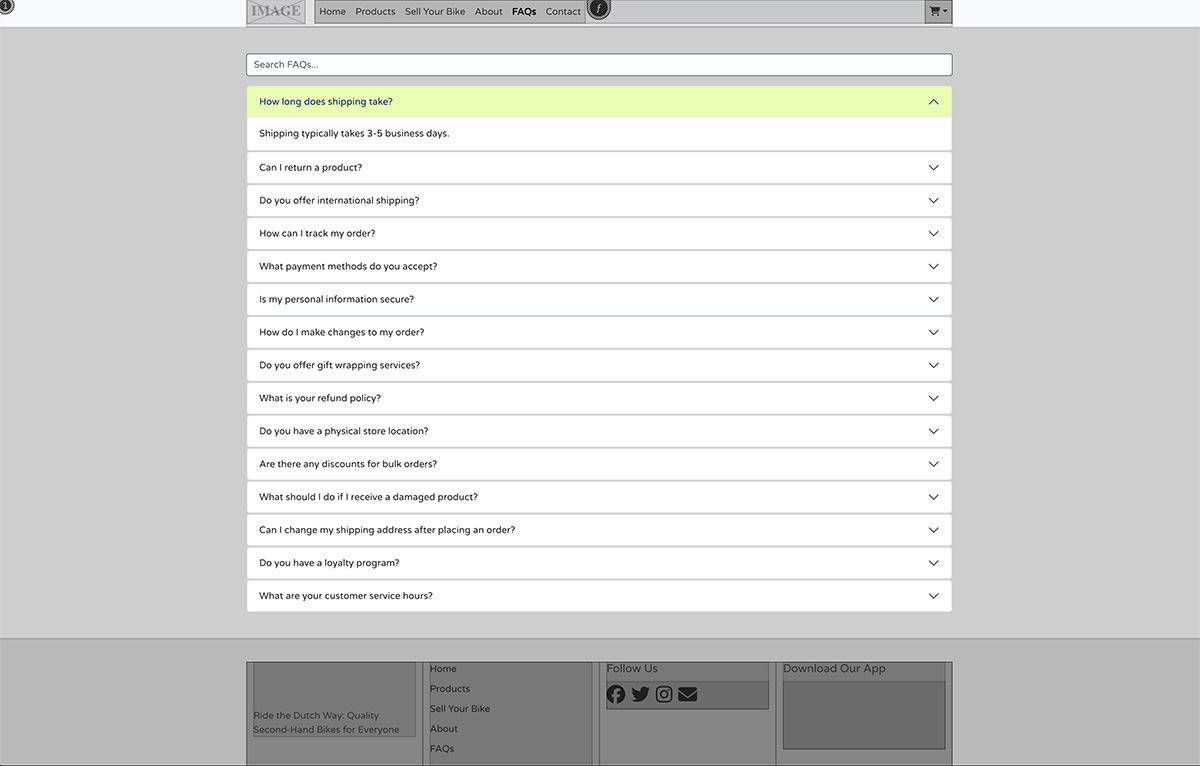 1
IMAGE
Home Products Sell Your Bike About FAQs Contact
f
Search FAQs...
How long does shipping take?
Shipping typically takes 3-5 business days.
Can I return a product?
Do you offer international shipping?
How can I track my order?
What payment methods do you accept?
Is my personal information secure?
How do I make changes to my order?
Do you offer gift wrapping services?
What is your refund policy?
Do you have a physical store location?
Are there any discounts for bulk orders?
What should I do if I receive a damaged product?
Can I change my shipping address after placing an order?
Do you have a loyalty program?
What are your customer service hours?
Ride the Dutch Way: Quality
Second-Hand Bikes for Everyone
Home
Products
Sell Your Bike
About
FAQs
Follow Us
Download Our App